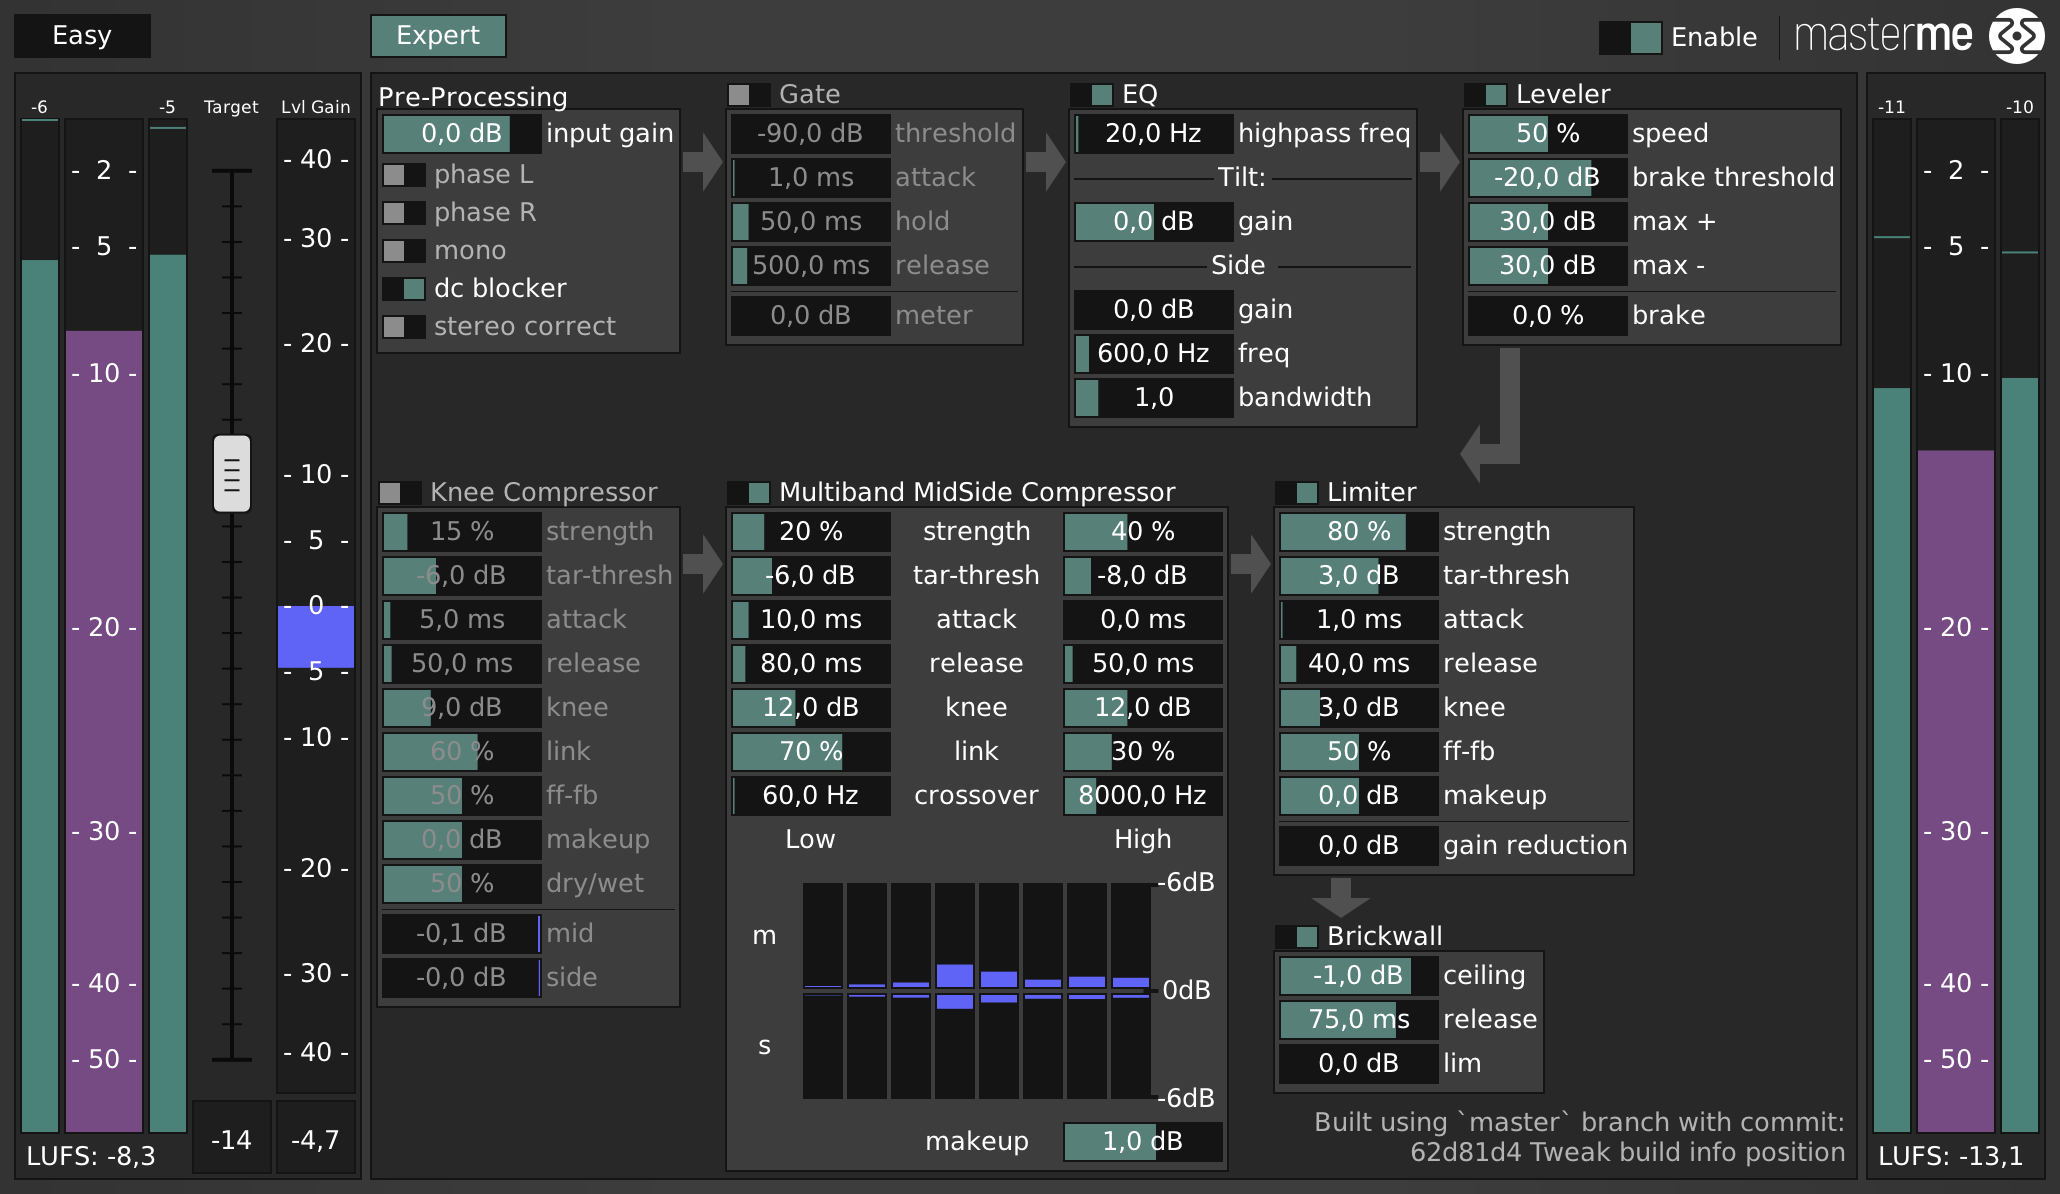 Easy
Expert
Enable
masterme
-6
-5
Target
Lvl Gain
- 2 -
- 5 -
- 10 -
- 20 -
- 30 -
- 40 -
- 50 -
LUFS: -8,3
-14
- 40 -
- 30 -
- 20 -
- 10 -
- 5 -
- 0 -
- 5 -
- 10 -
- 20 -
- 30 -
- 40 -
-4,7
Pre-Processing
0,0 dB input gain
phase L
phase R
mono
dc blocker
stereo correct
Gate
-90,0 dB threshold
1,0 ms attack
50,0 ms hold
500,0 ms release
0,0 dB meter
EQ
20,0 Hz highpass freq
Tilt:
0,0 dB gain
Side
0,0 dB gain
600,0 Hz freq
1,0 bandwidth
Leveler
50 % speed
-20,0 dB brake threshold
30,0 dB max +
30,0 dB max -
0,0 % brake
Knee Compressor
15 % strength
-6,0 dB tar-thresh
5,0 ms attack
50,0 ms release
9,0 dB knee
60 % link
50 % ff-fb
0,0 dB makeup
50 % dry/wet
-0,1 dB mid
-0,0 dB side
Multiband MidSide Compressor
20 % strength 40 %
-6,0 dB tar-thresh -8,0 dB
10,0 ms attack 0,0 ms
80,0 ms release 50,0 ms
12,0 dB knee 12,0 dB
70 % link 30 %
60,0 Hz crossover 8000,0 Hz
Low High
-6dB
m
0dB
s
-6dB
makeup 1,0 dB
Limiter
80 % strength
3,0 dB tar-thresh
1,0 ms attack
40,0 ms release
3,0 dB knee
50 % ff-fb
0,0 dB makeup
0,0 dB gain reduction
Brickwall
-1,0 dB ceiling
75,0 ms release
0,0 dB lim
Built using `master` branch with commit:
62d81d4 Tweak build info position
-11
-10
- 2 -
- 5 -
- 10 -
- 20 -
- 30 -
- 40 -
- 50 -
LUFS: -13,1